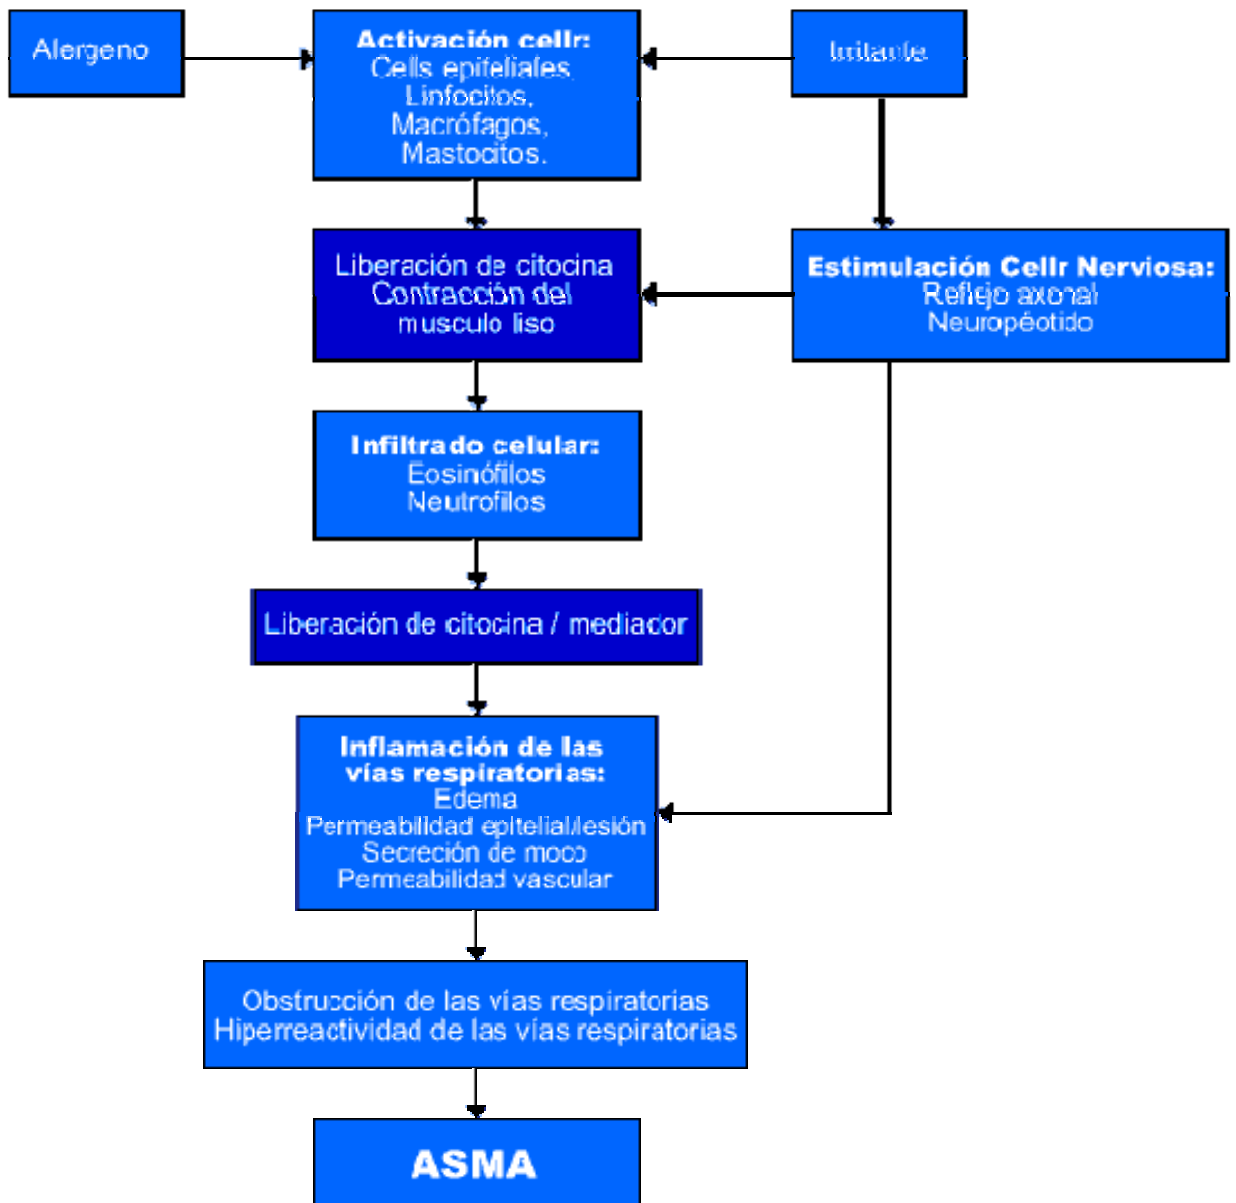 Alergeno
Activación cellr:
Cells epiteliales,
Linfocitos,
Macrófagos,
Mastocitos.
Irritante
Liberación de citocina
Contracción del
musculo liso
Estimulación Cellr Nerviosa:
Reflejo axonal
Neuropéotido
Infiltrado celular:
Eosinófilos
Neutrofilos
Liberación de citocina / mediador
Inflamación de las
vías respiratorias:
Edema
Permeabilidad epitelial/lesión
Secreción de moco
Permeabilidad vascular
Obstrucción de las vías respiratorias
Hiperreactividad de las vías respiratorias
ASMA